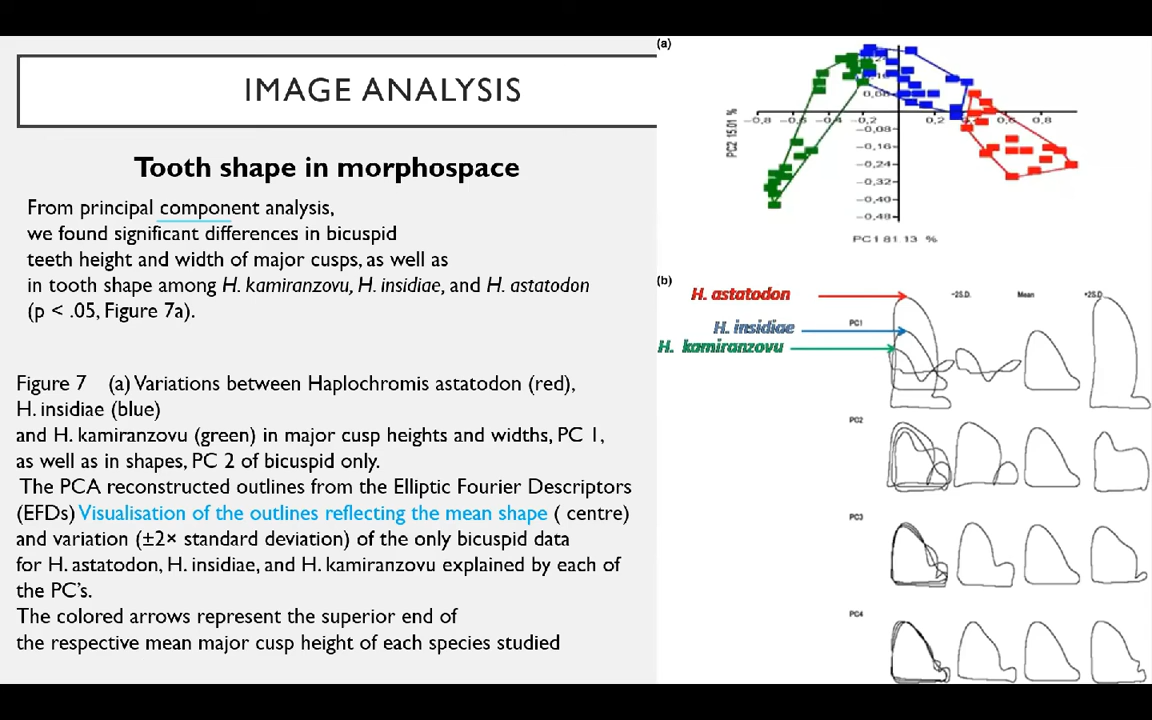 IMAGE ANALYSIS
Tooth shape in morphospace
From principal component analysis,
we found significant differences in bicuspid
teeth height and width of major cusps, as well as
in tooth shape among H. kamiranzovu, H. insidiae, and H. astatodon
(p < .05, Figure 7a).
Figure 7 (a) Variations between Haplochromis astatodon (red),
H. insidiae (blue)
and H. kamiranzovu (green) in major cusp heights and widths, PC 1,
as well as in shapes, PC 2 of bicuspid only.
The PCA reconstructed outlines from the Elliptic Fourier Descriptors
(EFDs) Visualisation of the outlines reflecting the mean shape ( centre)
and variation (±2× standard deviation) of the only bicuspid data
for H. astatodon, H. insidiae, and H. kamiranzovu explained by each of
the PC's.
The colored arrows represent the superior end of
the respective mean major cusp height of each species studied
(a)
0,08
-0,8 -0,6 -0,4 -0,2 0,2 0,6 0,8
-0,08
-0,16
-0,24
-0,32
-0,40
-0,48
PC2 15.01 %
PC1 81 13 %
(b)
H. astatodon
H. insidiae
H. kamiranzovu
-2S.D. Mean +2S.D.
PC1
PC2
PC3
PC4